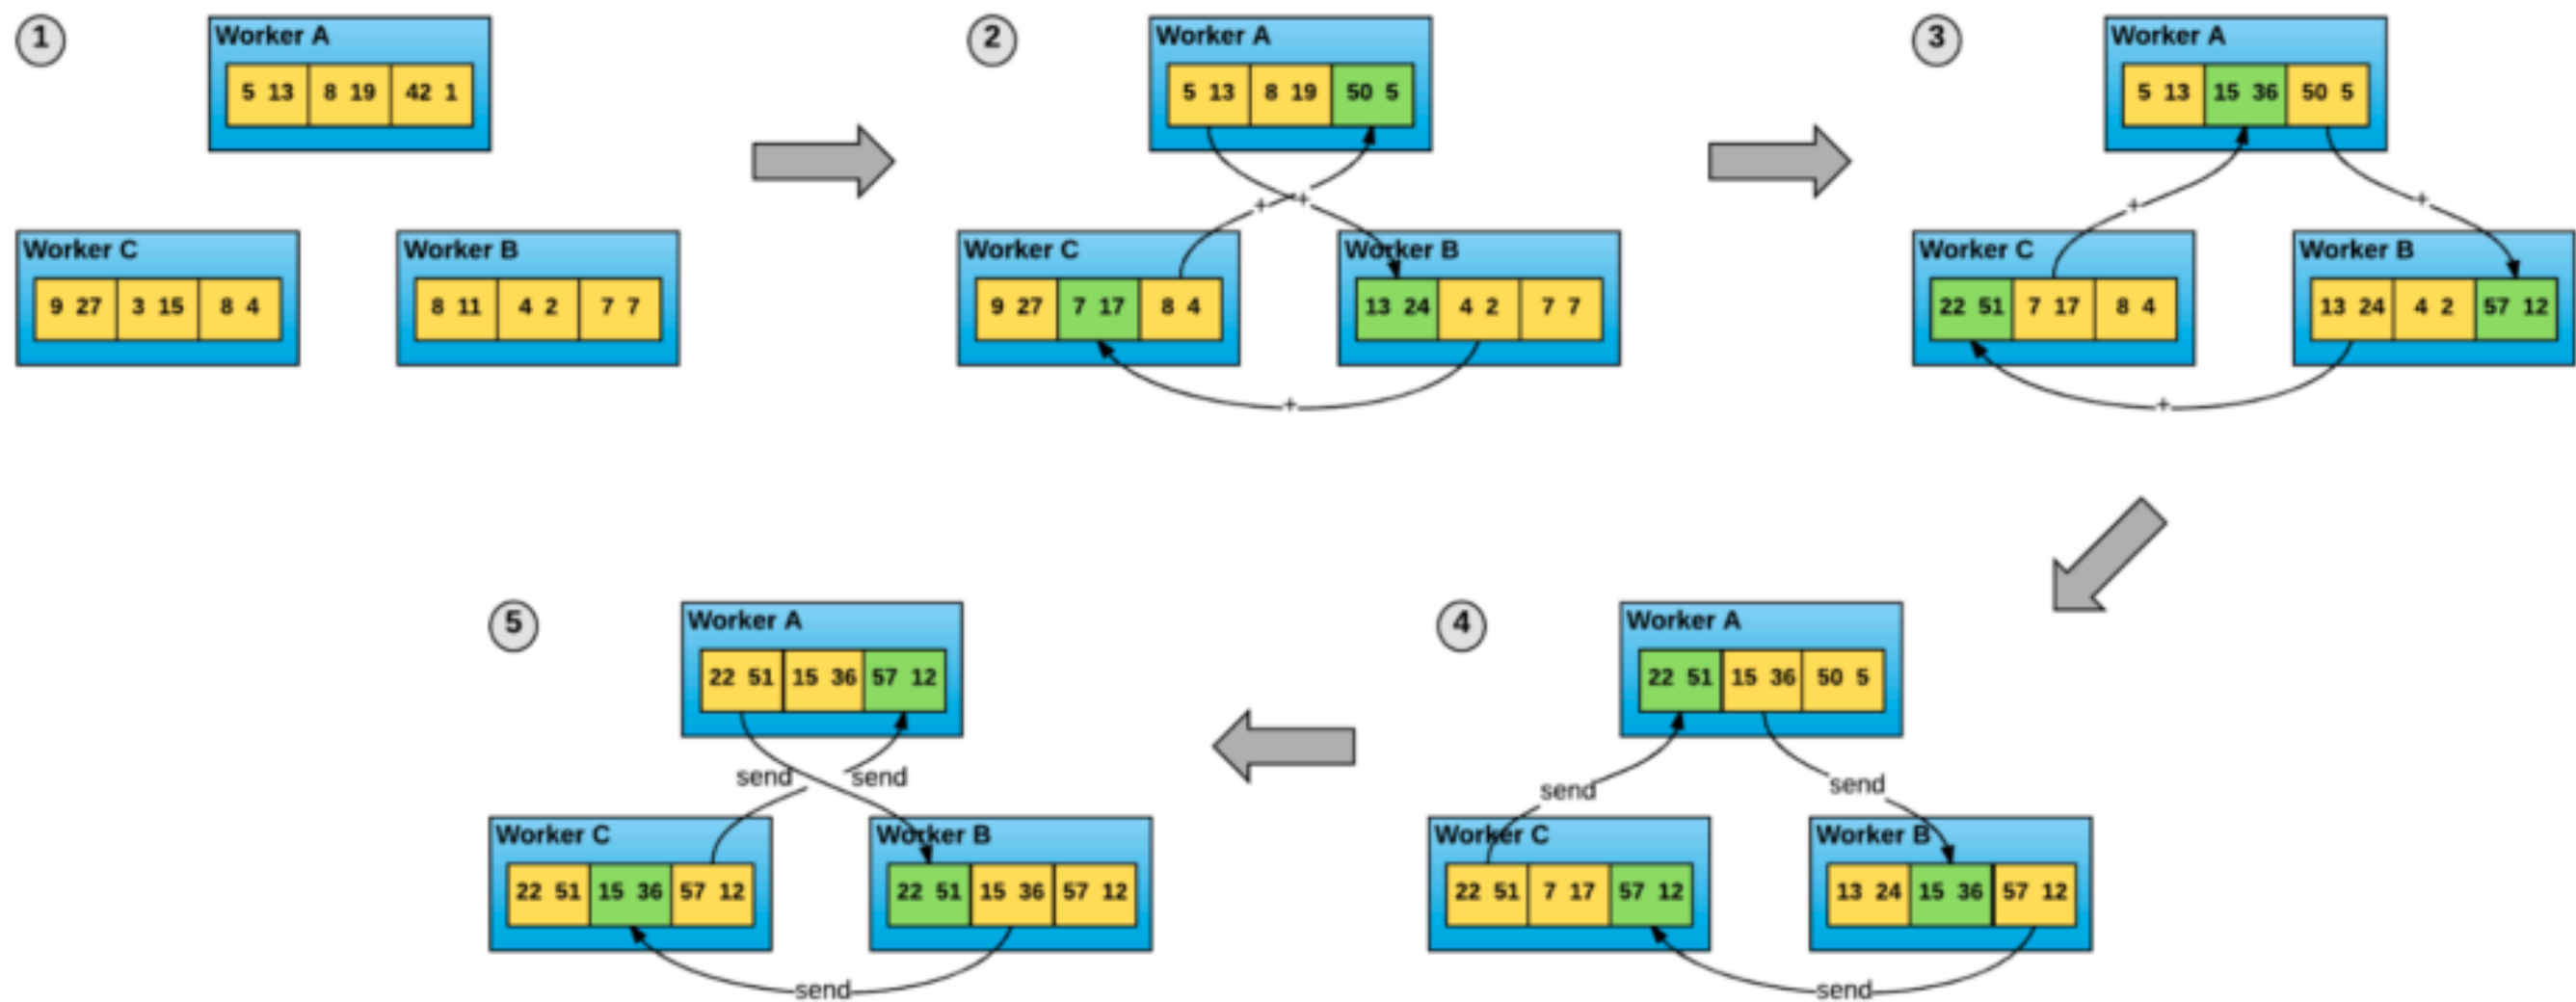 1
Worker A
5 13 8 19 42 1
Worker C
9 27 3 15 8 4
Worker B
8 11 4 2 7 7
2
Worker A
5 13 8 19 50 5
+ +
Worker C
9 27 7 17 8 4
Worker B
13 24 4 2 7 7
+
3
Worker A
5 13 15 36 50 5
+ +
Worker C
22 51 7 17 8 4
Worker B
13 24 4 2 57 12
+
5
Worker A
22 51 15 36 57 12
send send
Worker C
22 51 15 36 57 12
Worker B
22 51 15 36 57 12
send
4
Worker A
22 51 15 36 50 5
send send
Worker C
22 51 7 17 57 12
Worker B
13 24 15 36 57 12
send